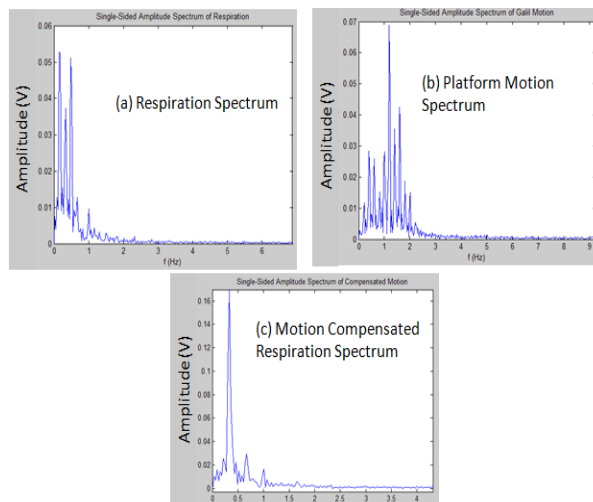 Single-Sided Amplitude Spectrum of Respiration
0.06
0.05
0.04
0.03
0.02
0.01
0
0 1 2 3 4 5 6
f (Hz)
Amplitude (V)
(a) Respiration Spectrum
Single-Sided Amplitude Spectrum of Galil Motion
0.07
0.06
0.05
0.04
0.03
0.02
0.01
0
0 1 2 3 4 5 6 7 8 9
f (Hz)
Amplitude (V)
(b) Platform Motion
Spectrum
Single-Sided Amplitude Spectrum of Compensated Motion
0.16
0.14
0.12
0.1
0.08
0.06
0.04
0.02
0
0 0.5 1 1.5 2 2.5 3 3.5 4
Amplitude (V)
(c) Motion Compensated
Respiration Spectrum